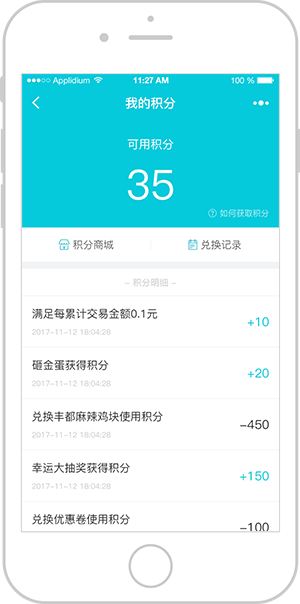 Applidium 11:27 AM 100 %
我的积分
可用积分
35
如何获取积分
积分商城 兑换记录
~ 积分明细 ~
满足每累计交易金额0.1元
+10
2017-11-12 18:04:28
砸金蛋获得积分
+20
2017-11-12 18:04:28
兑换丰都麻辣鸡块使用积分
-450
2017-11-12 18:04:28
幸运大抽奖获得积分
+150
2017-11-12 18:04:28
兑换优惠卷使用积分
-100